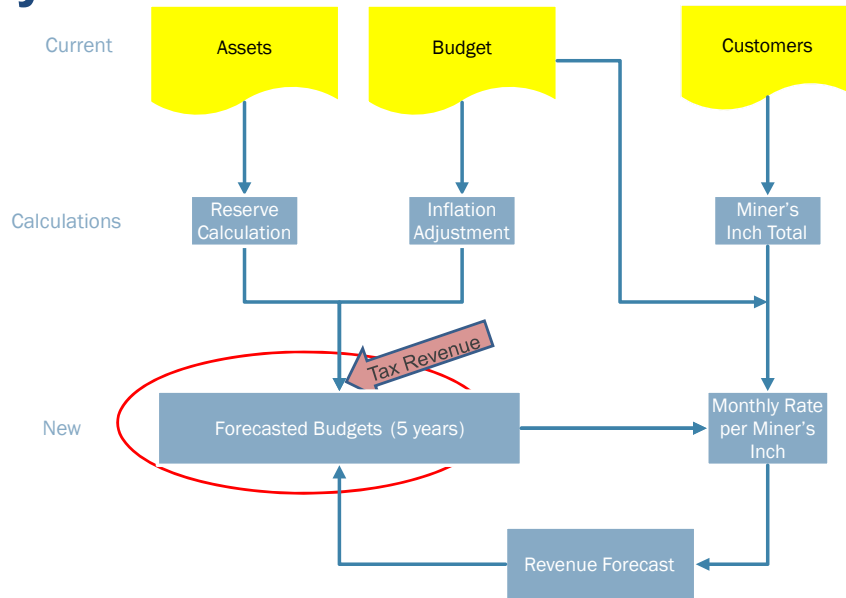 Current
Assets
Budget
Customers
Calculations
Reserve
Calculation
Inflation
Adjustment
Miner's
Inch Total
Tax Revenue
New
Forecasted Budgets (5 years)
Monthly Rate
per Miner's
Inch
Revenue Forecast